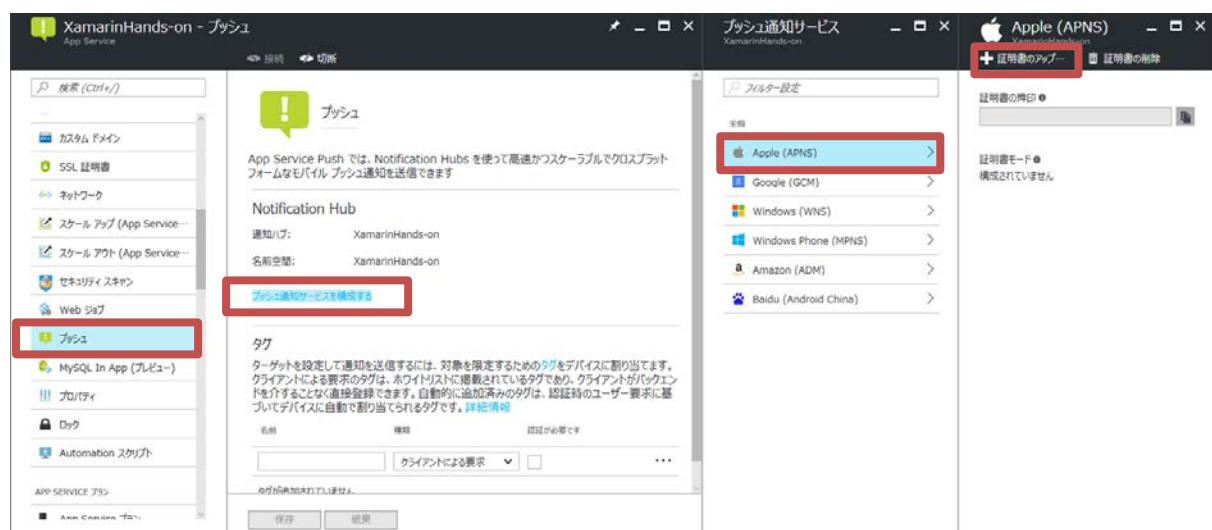 XamarinHands-on - プッシュ
App Service
接続 切断
検索 (Ctrl+/)
カスタム ドメイン
SSL 証明書
ネットワーク
スケール アップ (App Service…
スケール アウト (App Service…
セキュリティ スキャン
Web ジョブ
プッシュ
MySQL In App (プレビュー)
プロパティ
ロック
Automation スクリプト
APP SERVICE プラン
App Service プラン
プッシュ
App Service Push では、Notification Hubs を使って高速かつスケーラブルでクロスプラット
フォームなモバイル プッシュ通知を送信できます
Notification Hub
通知ハブ: XamarinHands-on
名前空間: XamarinHands-on
プッシュ通知サービスを構成する
タグ
ターゲットを設定して通知を送信するには、対象を限定するためのタグをデバイスに割り当てます。
クライアントによる要求のタグは、ホワイトリストに掲載されているタグであり、クライアントがバックエン
ドを介することなく直接登録できます。自動的に追加済みのタグは、認証時のユーザー要求に基
づいてデバイスに自動で割り当てられるタグです。詳細情報
名前 種類 認証が必要です
クライアントによる要求
タグが追加されていません
保存 破棄
プッシュ通知サービス
XamarinHands-on
フィルター設定
名前
Apple (APNS)
Google (GCM)
Windows (WNS)
Windows Phone (MPNS)
Amazon (ADM)
Baidu (Android China)
Apple (APNS)
XamarinHands-on
証明書のアップ… 証明書の削除
証明書の拇印
証明書モード
構成されていません